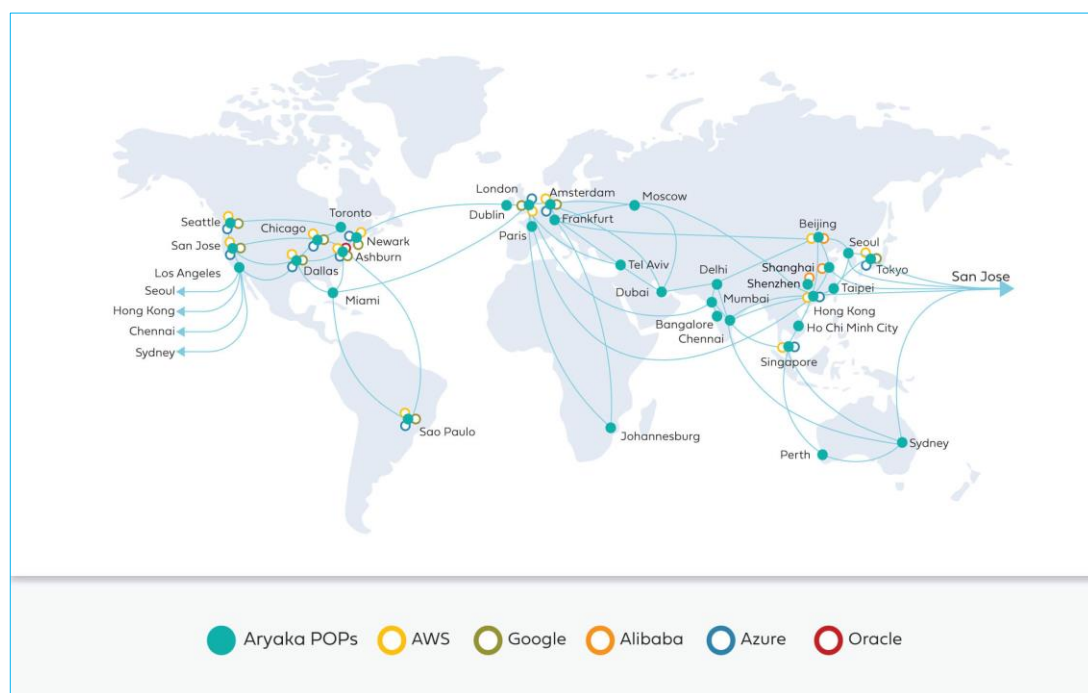 London
Amsterdam
Moscow
Dublin
Frankfurt
Paris
Seattle
Toronto
Chicago
Newark
San Jose
Ashburn
Dallas
Los Angeles
Miami
Seoul
Hong Kong
Chennai
Sydney
Sao Paulo
Johannesburg
Tel Aviv
Dubai
Delhi
Mumbai
Bangalore
Chennai
Beijing
Seoul
Shanghai
Tokyo
Shenzhen
Taipei
Hong Kong
Ho Chi Minh City
Singapore
San Jose
Perth
Sydney
Aryaka POPs
AWS
Google
Alibaba
Azure
Oracle